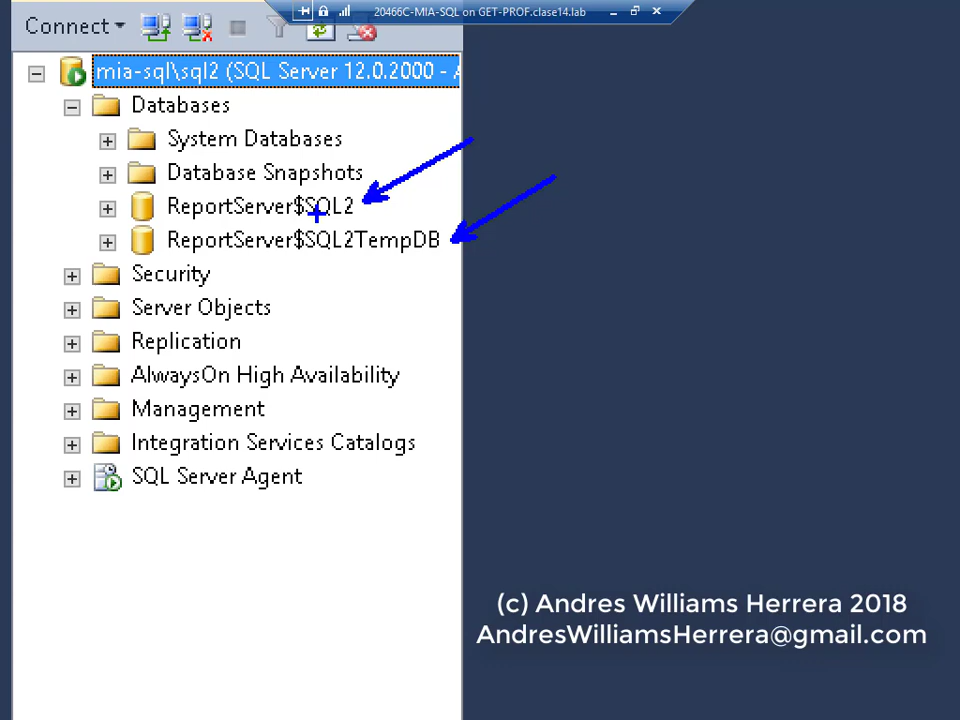 20466C-MIA-SQL on GET-PROF.clase14.lab
Connect
mia-sql\sql2 (SQL Server 12.0.2000 -
Databases
System Databases
Database Snapshots
ReportServer$SQL2
ReportServer$SQL2TempDB
Security
Server Objects
Replication
AlwaysOn High Availability
Management
Integration Services Catalogs
SQL Server Agent
(c) Andres Williams Herrera 2018
AndresWilliamsHerrera@gmail.com